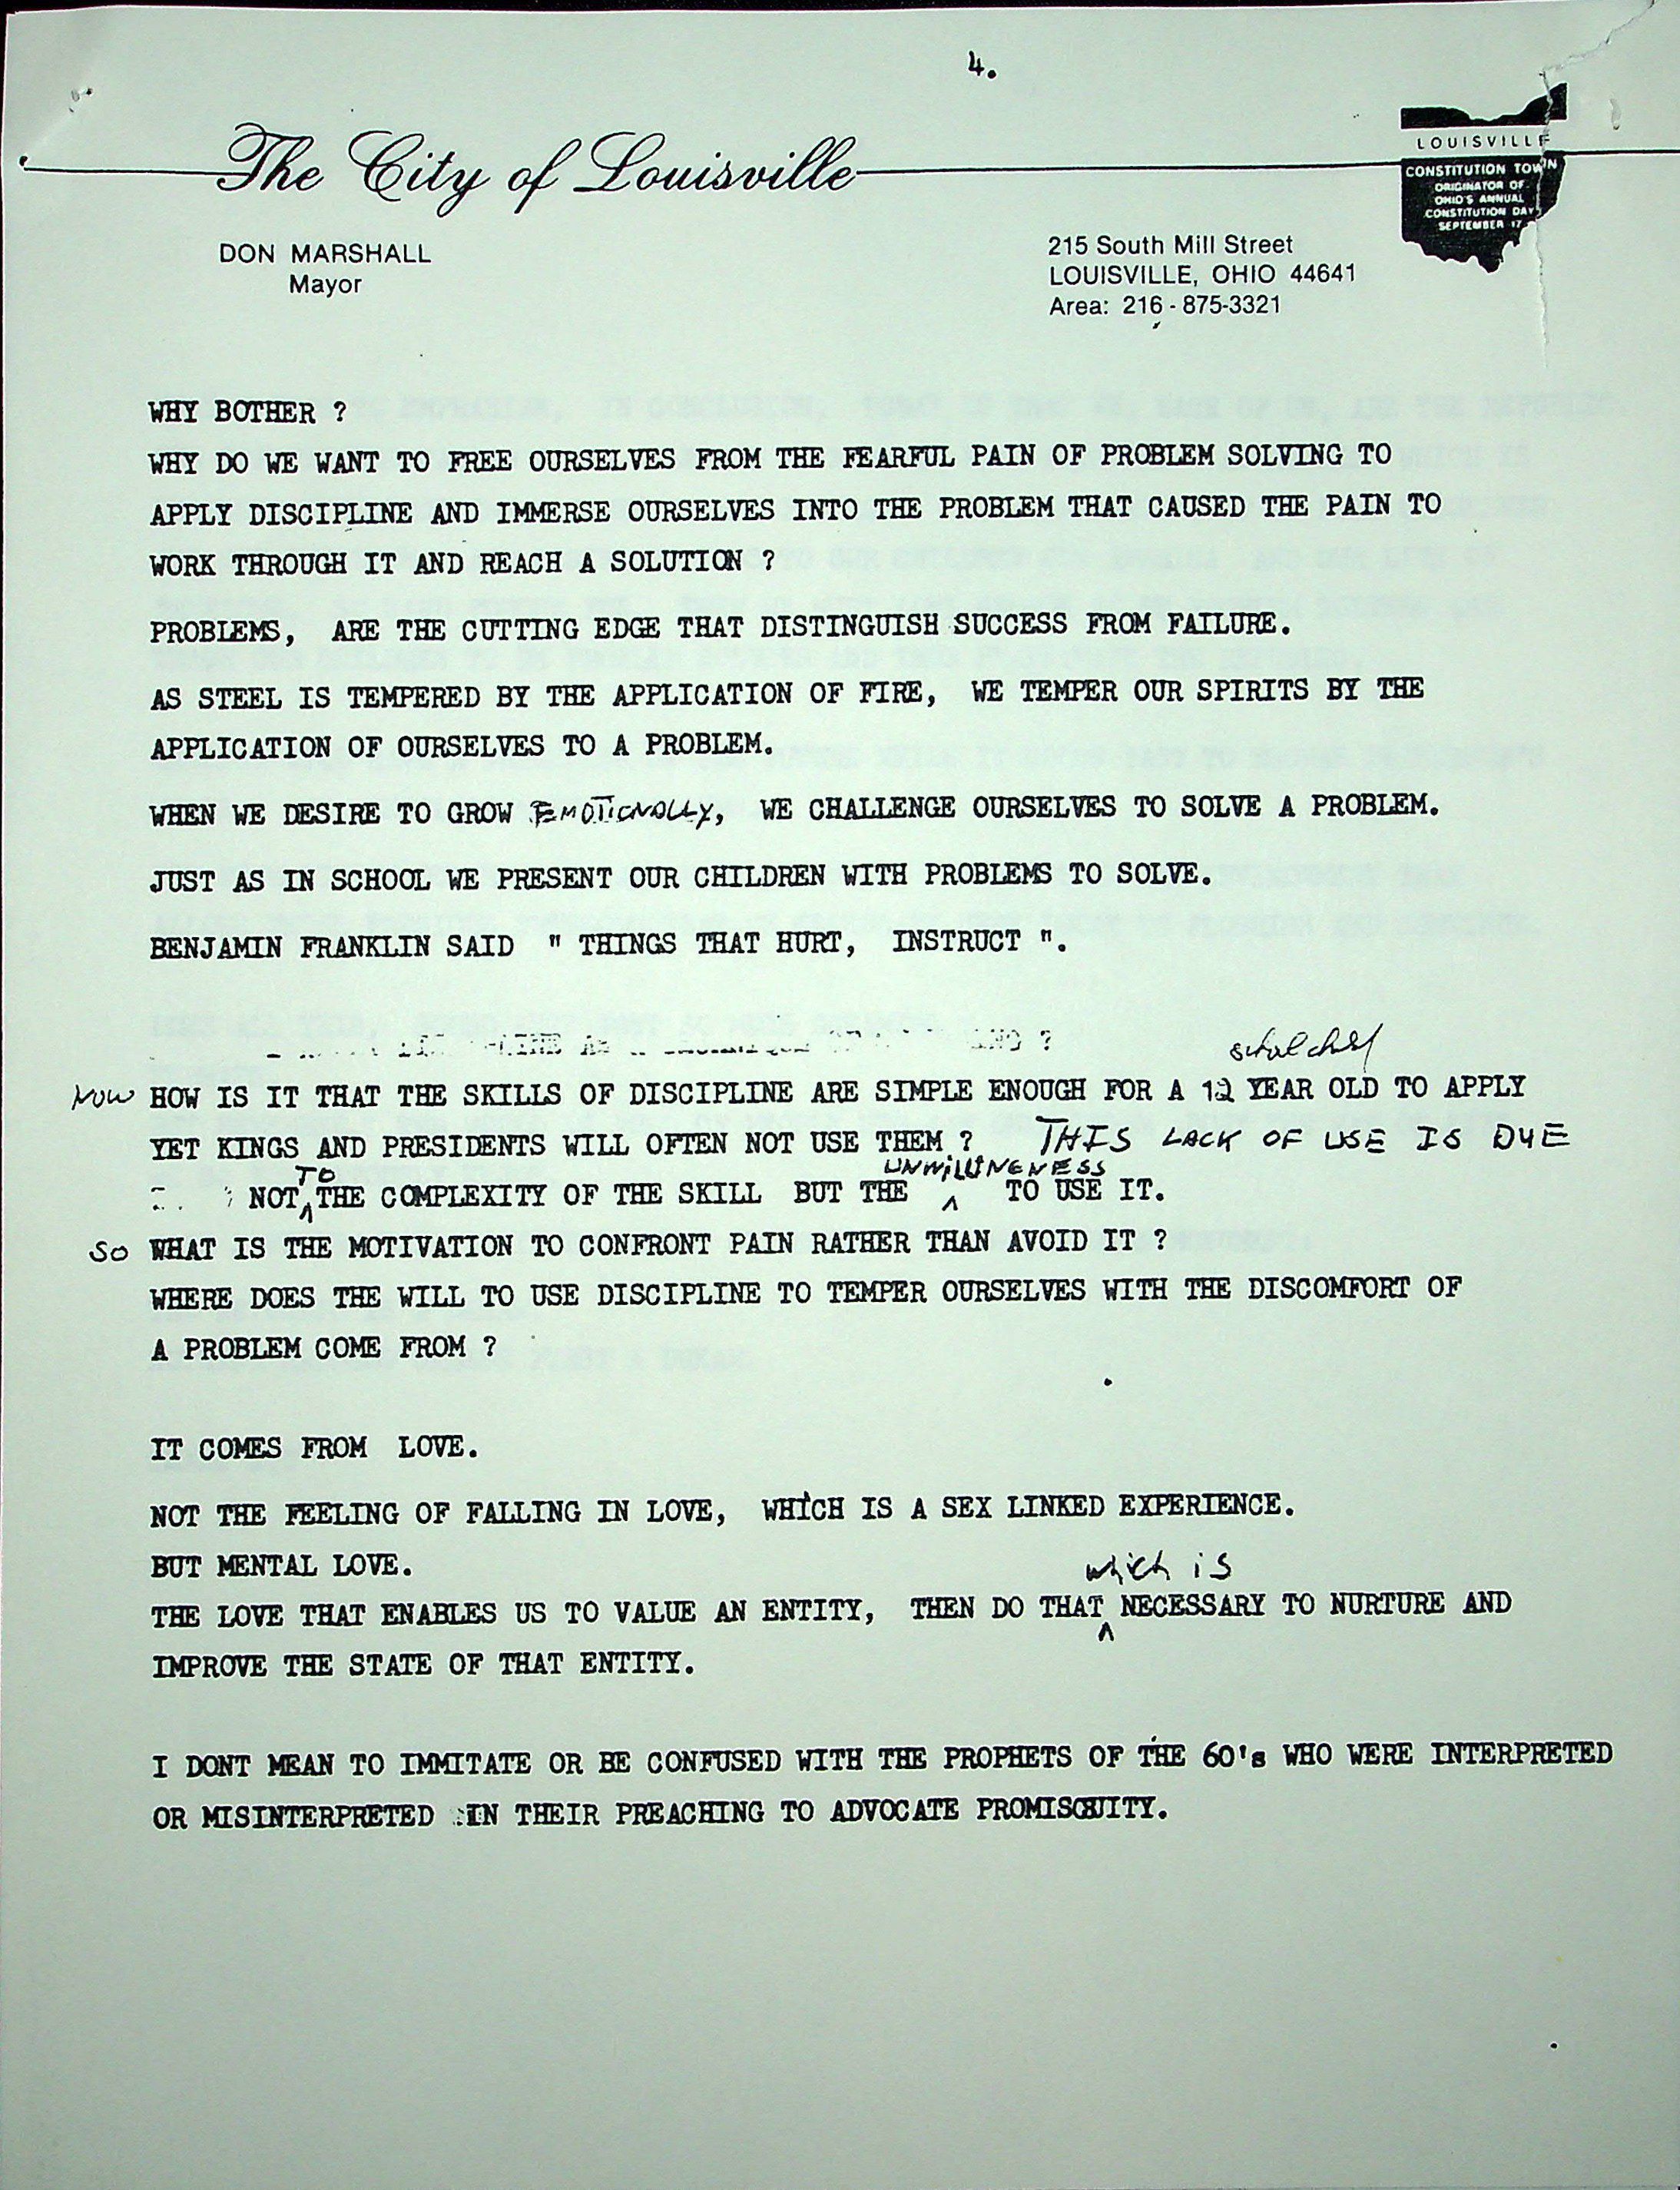 4.
The City of Louisville
LOUISVILLE
CONSTITUTION TOWN
ORIGINATOR OF
OHIO'S ANNUAL
CONSTITUTION DAY
SEPTEMBER 17
DON MARSHALL
Mayor
215 South Mill Street
LOUISVILLE, OHIO 44641
Area: 216 - 875-3321
WHY BOTHER ?
WHY DO WE WANT TO FREE OURSELVES FROM THE FEARFUL PAIN OF PROBLEM SOLVING TO
APPLY DISCIPLINE AND IMMERSE OURSELVES INTO THE PROBLEM THAT CAUSED THE PAIN TO
WORK THROUGH IT AND REACH A SOLUTION ?
PROBLEMS, ARE THE CUTTING EDGE THAT DISTINGUISH SUCCESS FROM FAILURE.
AS STEEL IS TEMPERED BY THE APPLICATION OF FIRE, WE TEMPER OUR SPIRITS BY THE
APPLICATION OF OURSELVES TO A PROBLEM.
WHEN WE DESIRE TO GROW EMOTIONALLY, WE CHALLENGE OURSELVES TO SOLVE A PROBLEM.
JUST AS IN SCHOOL WE PRESENT OUR CHILDREN WITH PROBLEMS TO SOLVE.
BENJAMIN FRANKLIN SAID " THINGS THAT HURT, INSTRUCT ".
NOW HOW IS IT THAT THE SKILLS OF DISCIPLINE ARE SIMPLE ENOUGH FOR A 12 YEAR OLD TO APPLY
YET KINGS AND PRESIDENTS WILL OFTEN NOT USE THEM ? THIS LACK OF USE IS DUE
TO UNWILLINGNESS
NOT THE COMPLEXITY OF THE SKILL BUT THE TO USE IT.
SO WHAT IS THE MOTIVATION TO CONFRONT PAIN RATHER THAN AVOID IT ?
WHERE DOES THE WILL TO USE DISCIPLINE TO TEMPER OURSELVES WITH THE DISCOMFORT OF
A PROBLEM COME FROM ?
IT COMES FROM LOVE.
NOT THE FEELING OF FALLING IN LOVE, WHICH IS A SEX LINKED EXPERIENCE.
BUT MENTAL LOVE.
which is
THE LOVE THAT ENABLES US TO VALUE AN ENTITY, THEN DO THAT NECESSARY TO NURTURE AND
IMPROVE THE STATE OF THAT ENTITY.
I DONT MEAN TO IMMITATE OR BE CONFUSED WITH THE PROPHETS OF THE 60's WHO WERE INTERPRETED
OR MISINTERPRETED IN THEIR PREACHING TO ADVOCATE PROMISCUITY.